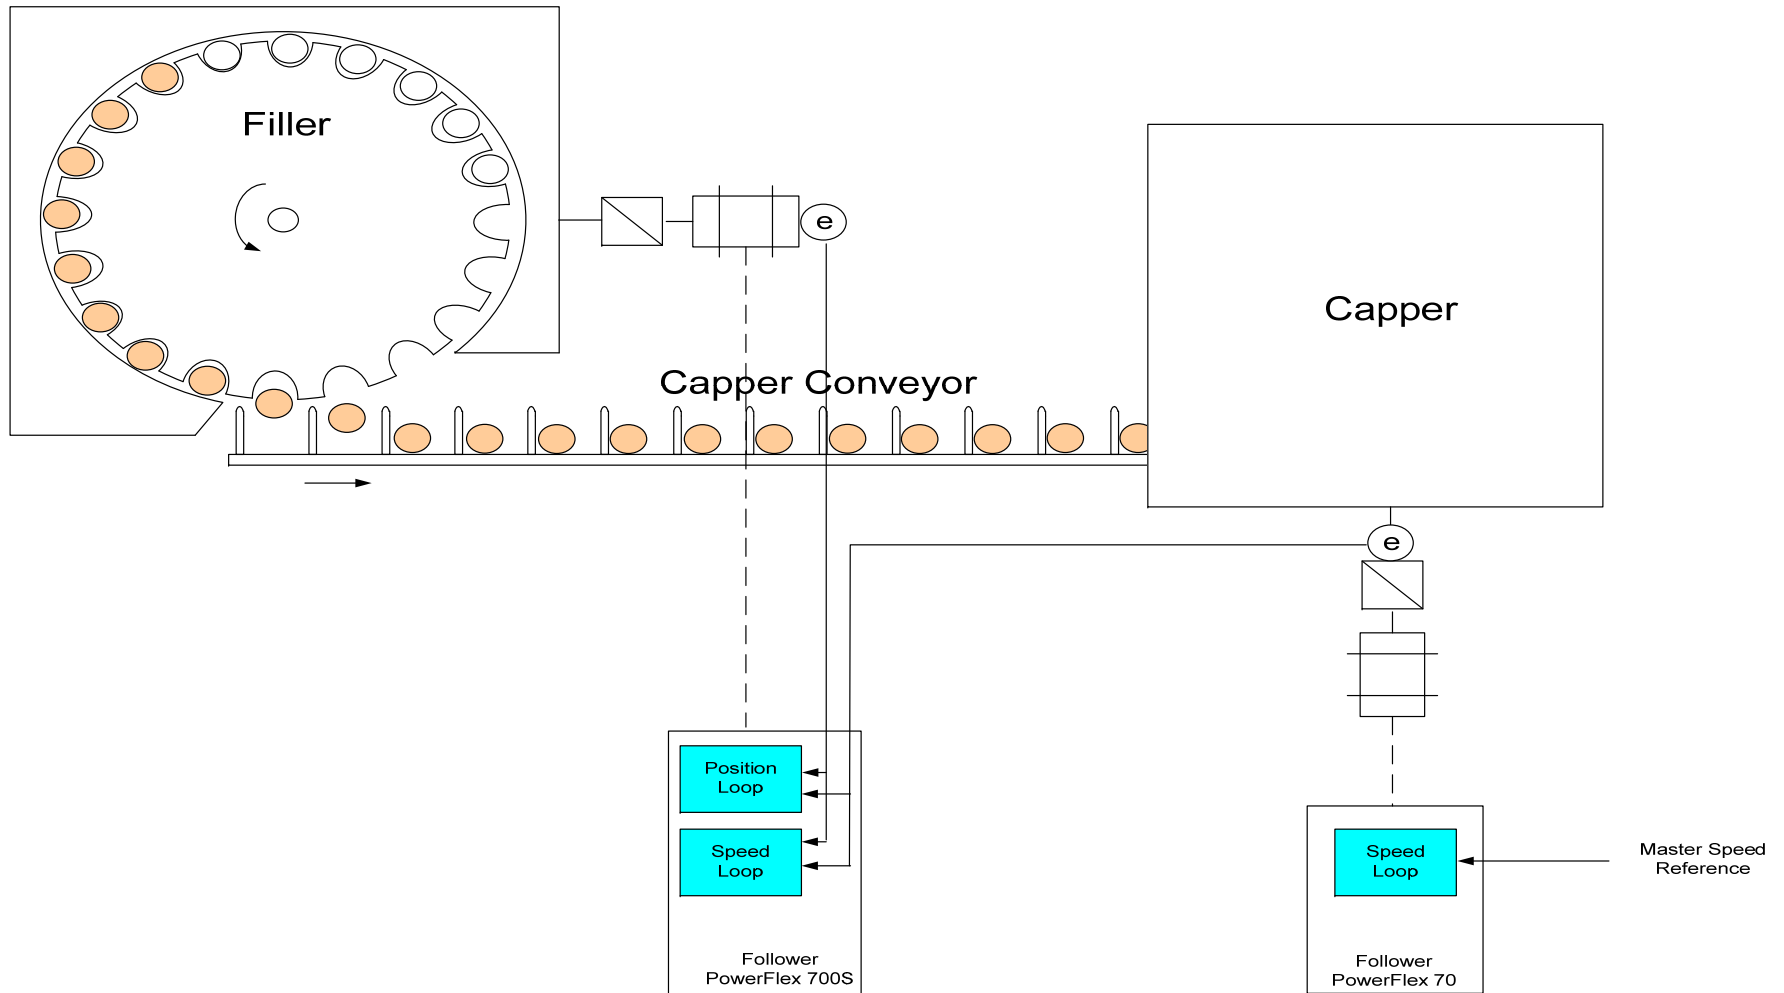 Filler
e
Capper
Capper Conveyor
e
Position
Loop
Speed
Loop
Follower
PowerFlex 700S
Speed
Loop
Master Speed
Reference
Follower
PowerFlex 70